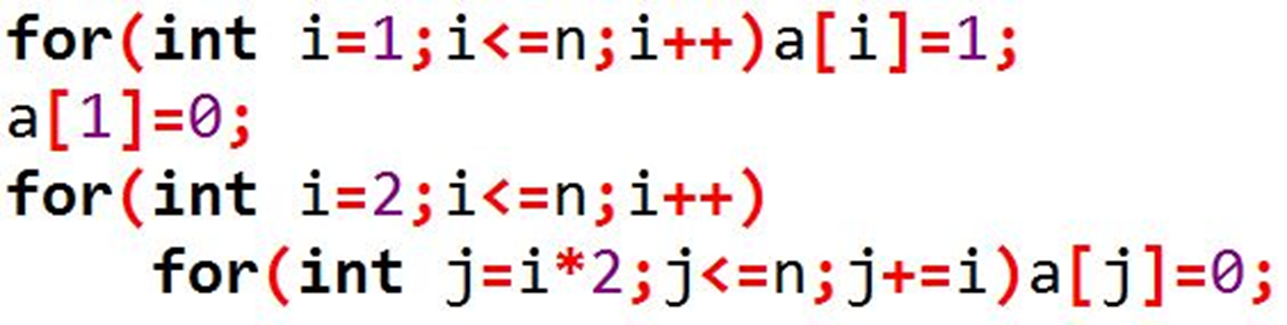 for(int i=1;i<=n;i++)a[i]=1;
a[1]=0;
for(int i=2;i<=n;i++)
    for(int j=i*2;j<=n;j+=i)a[j]=0;